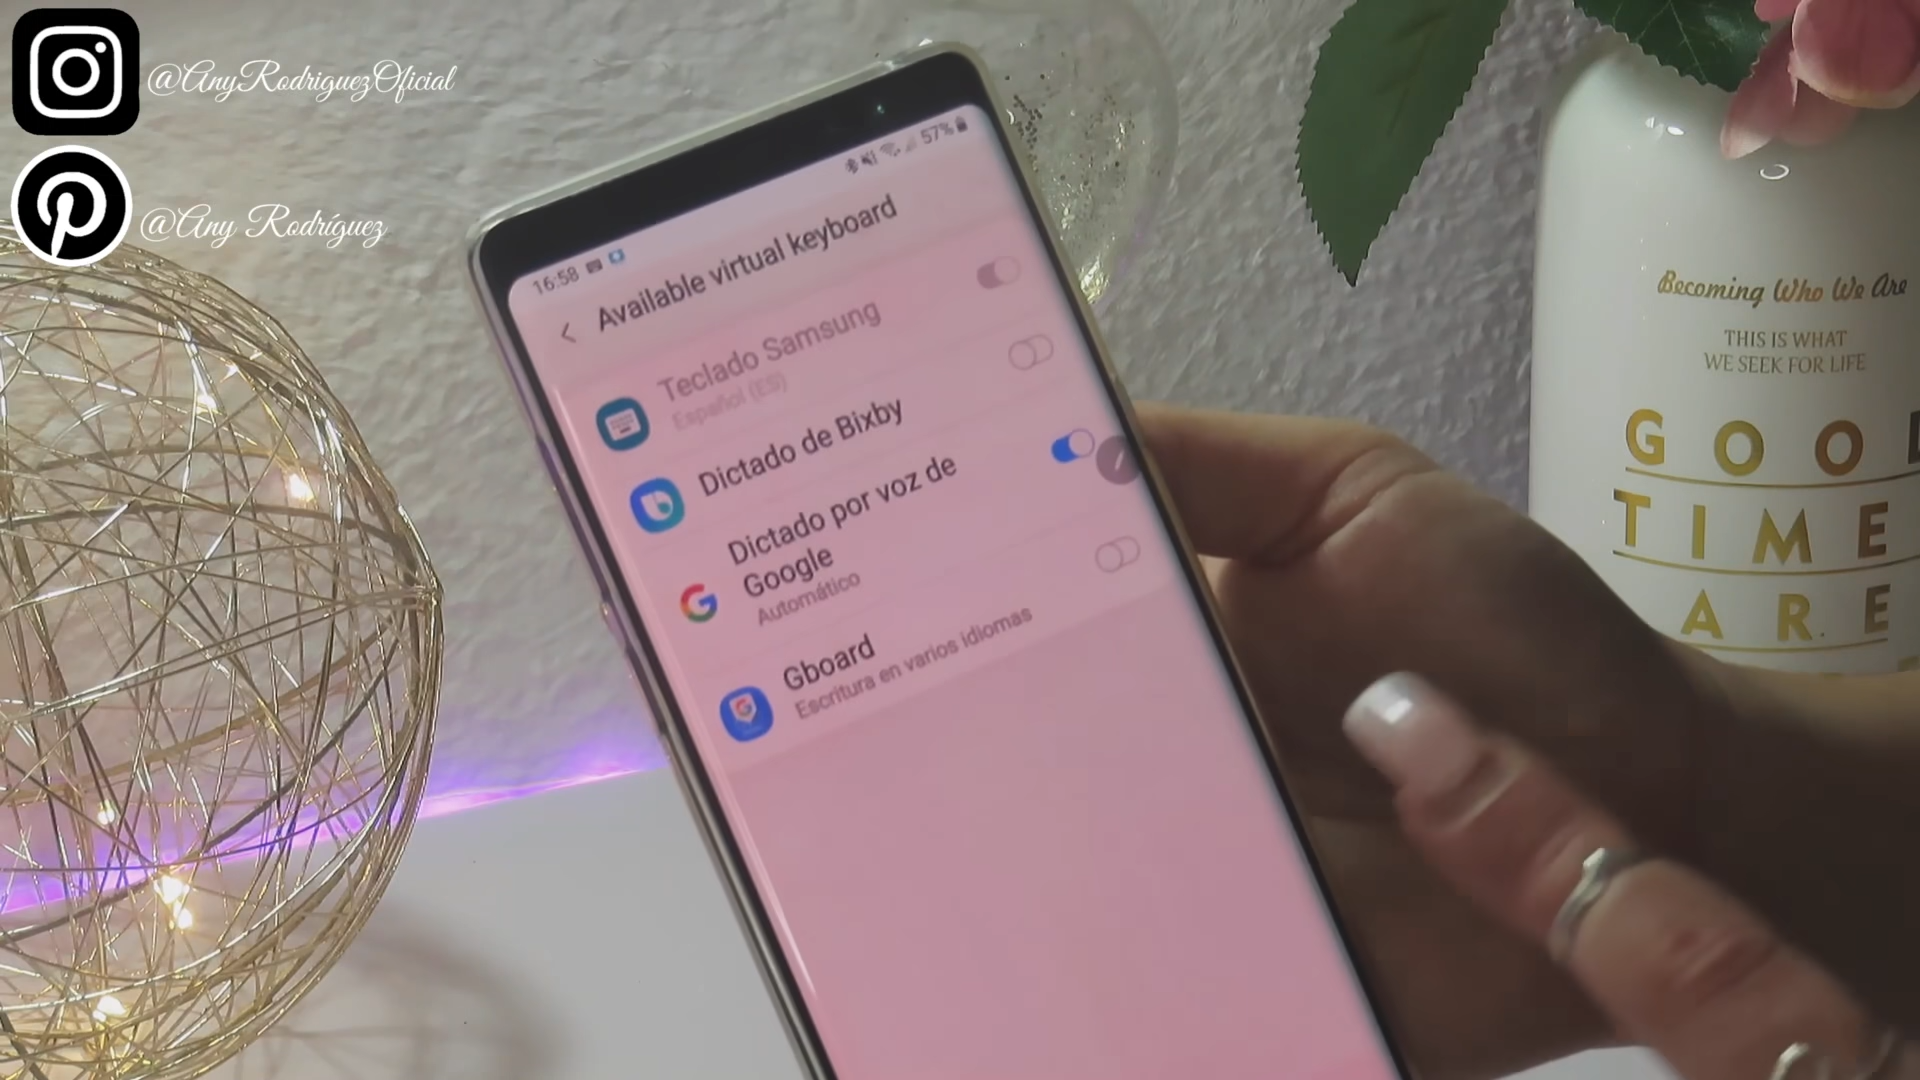 @AnyRodriguezOficial
@Any Rodríguez
16:58
57%
Available virtual keyboard
Teclado Samsung
Español (ES)
Dictado de Bixby
Dictado por voz de
Google
Automático
Gboard
Escritura en varios idiomas
Becoming Who We Are
THIS IS WHAT
WE SEEK FOR LIFE
GOOD
TIME
ARE